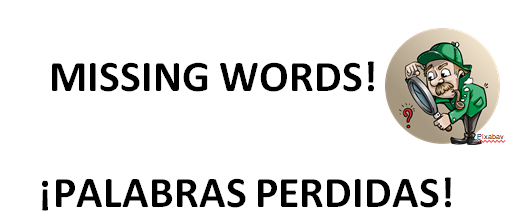 MISSING WORDS!
?
Pixabay
¡PALABRAS PERDIDAS!